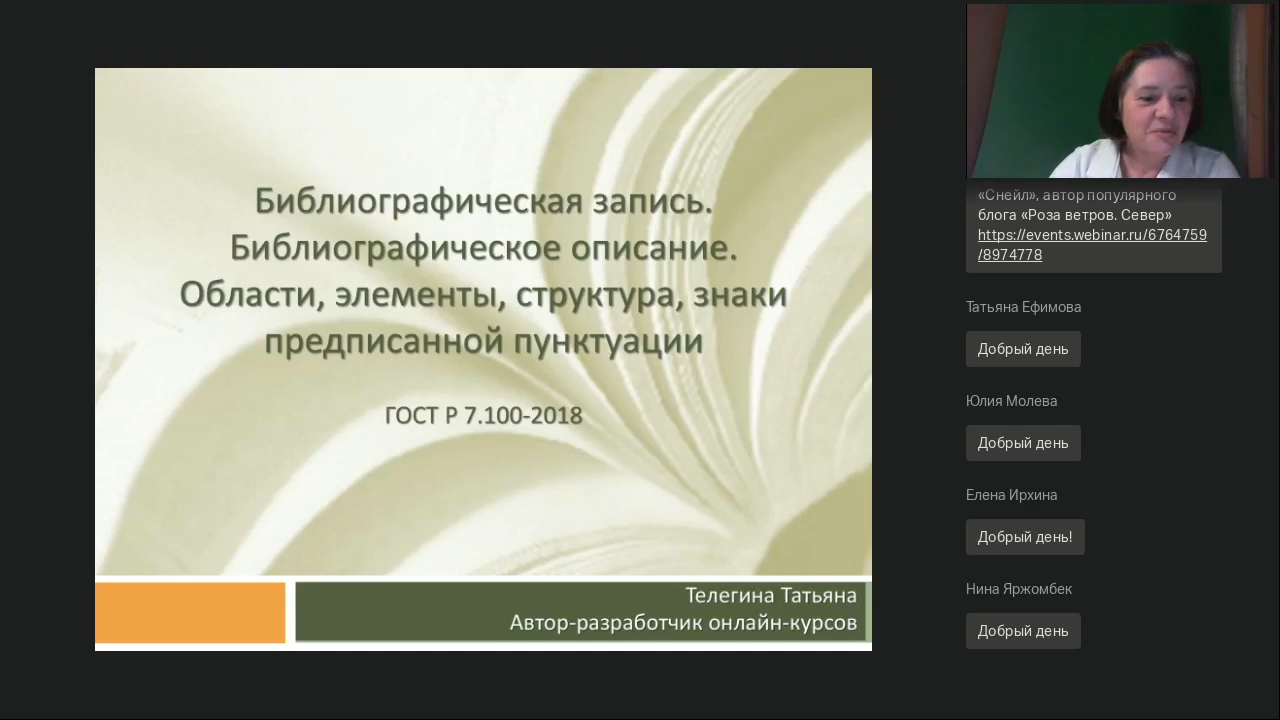 Библиографическая запись.
Библиографическое описание.
Области, элементы, структура, знаки
предписанной пунктуации
ГОСТ Р 7.100-2018
Телегина Татьяна
Автор-разработчик онлайн-курсов
«Снейл», автор популярного
блога «Роза ветров. Север»
https://events.webinar.ru/6764759
/8974778
Татьяна Ефимова
Добрый день
Юлия Молева
Добрый день
Елена Ирхина
Добрый день!
Нина Яржомбек
Добрый день